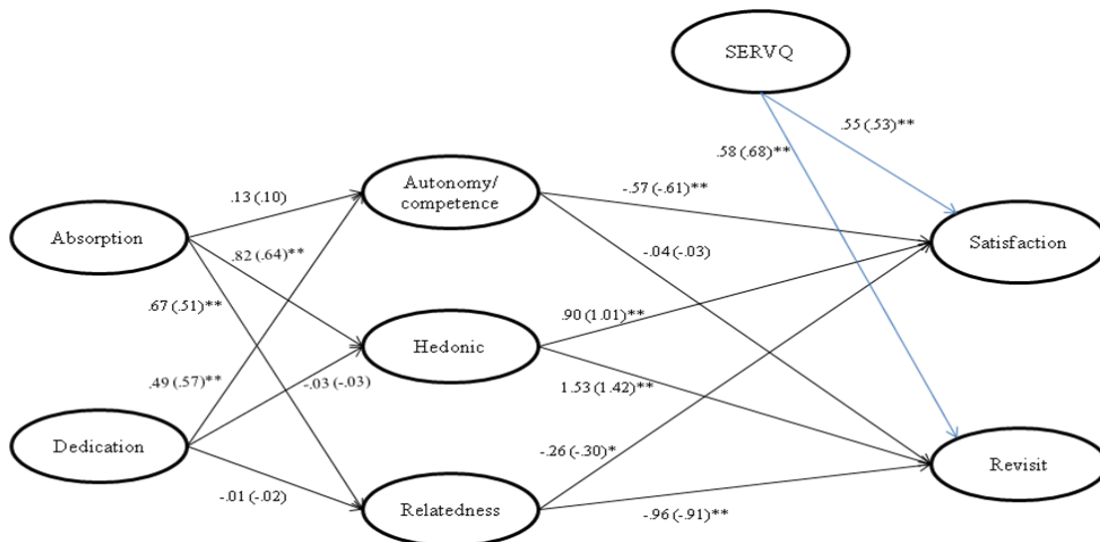 SERVQ
.55 (.53)**
.58 (.68)**
Autonomy/
competence
.13 (.10)
-.57 (-.61)**
Absorption
.82 (.64)**
Satisfaction
-.04 (-.03)
.67 (.51)**
.90 (1.01)**
Hedonic
.49 (.57)**
-.03 (-.03)
1.53 (1.42)**
Dedication
-.26 (-.30)*
Revisit
-.01 (-.02)
Relatedness
-.96 (-.91)**